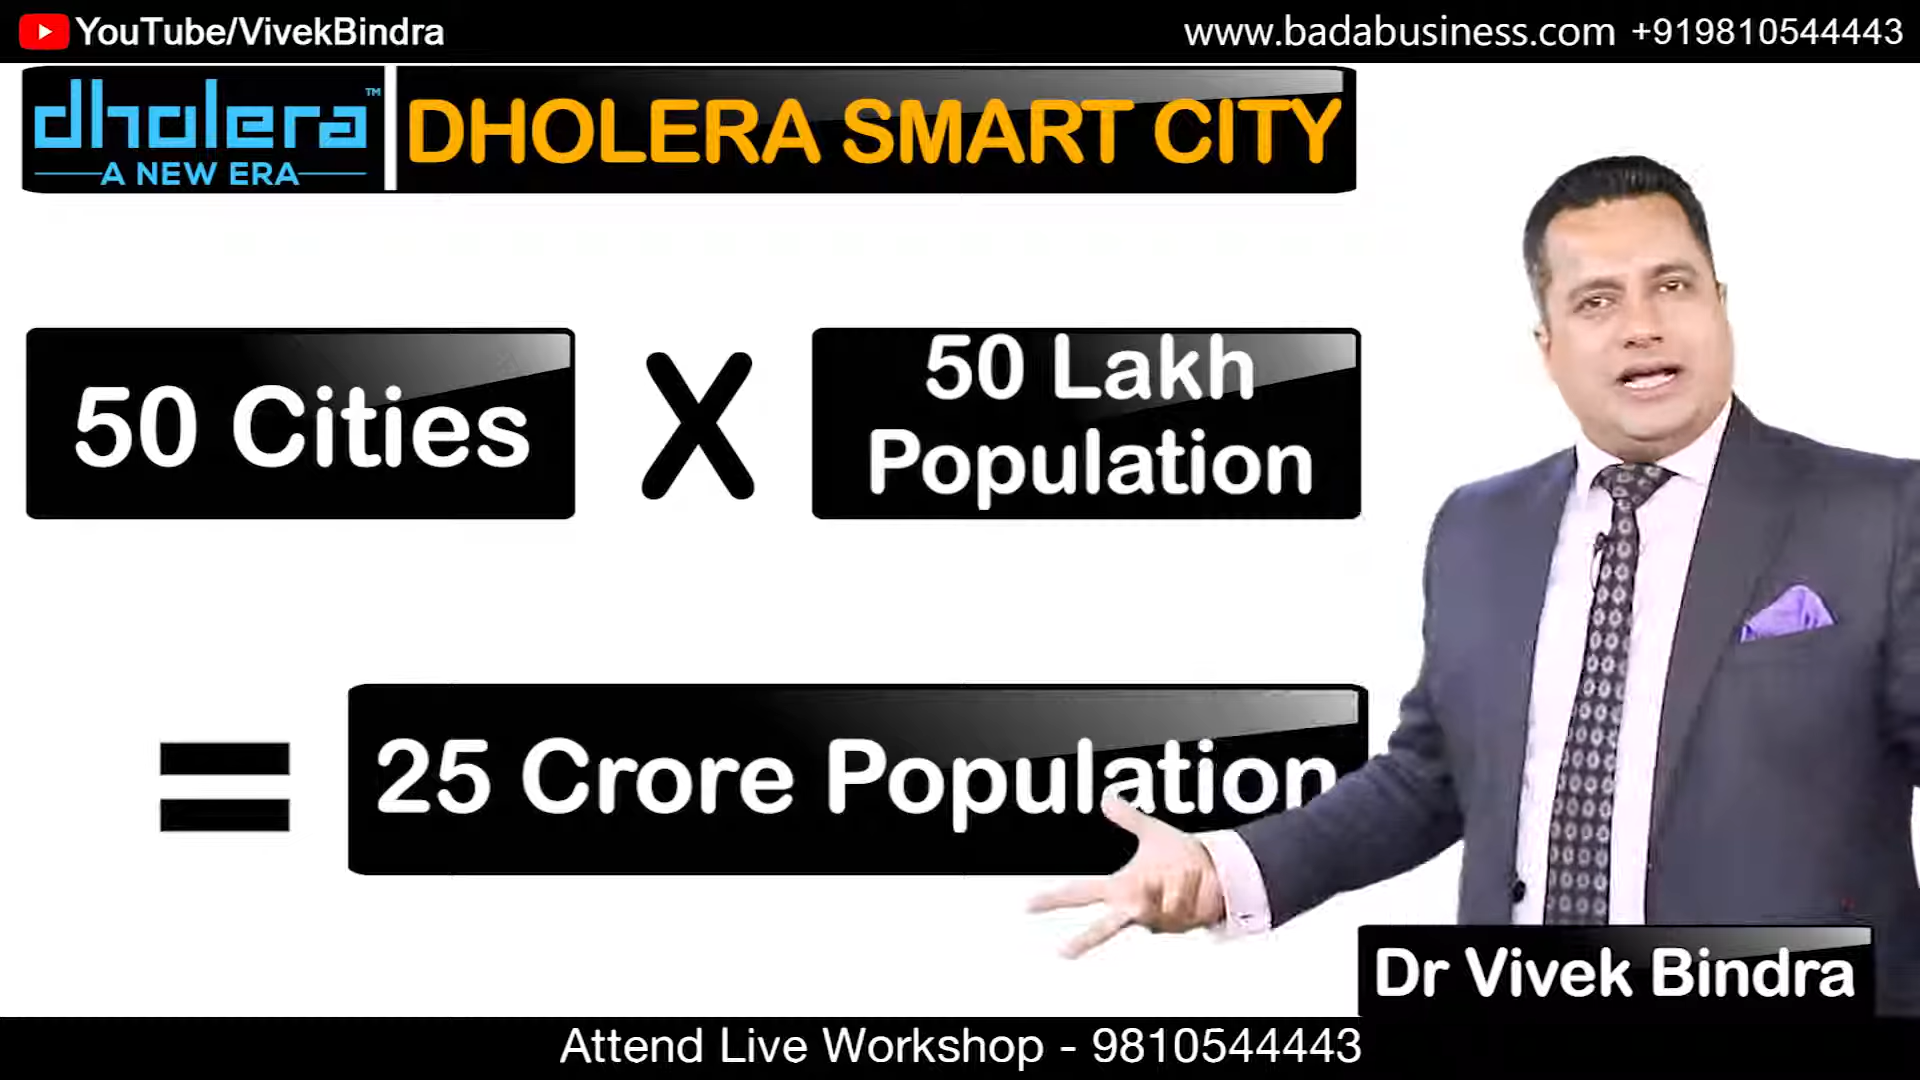 YouTube/VivekBindra
www.badabusiness.com +919810544443
dholera™
A NEW ERA
DHOLERA SMART CITY
50 Cities
X
50 Lakh
Population
=
25 Crore Population
Dr Vivek Bindra
Attend Live Workshop - 9810544443